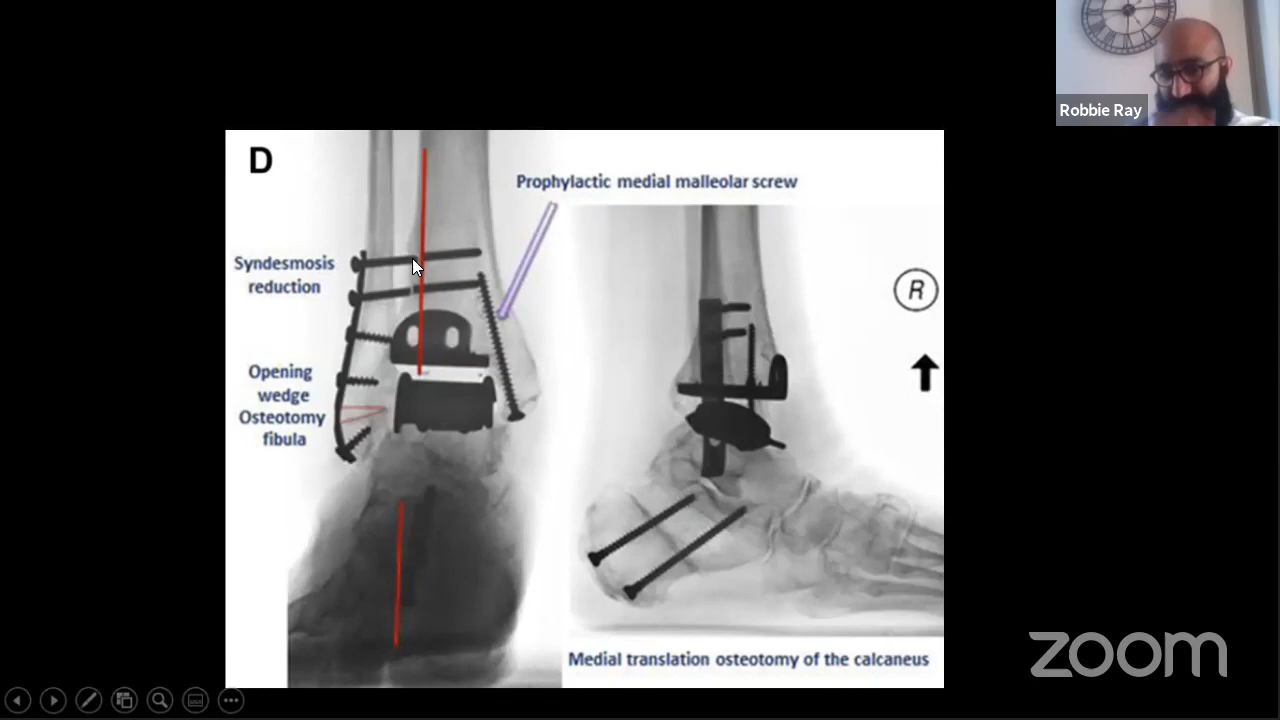 Robbie Ray
D
Prophylactic medial malleolar screw
Syndesmosis
reduction
R
Opening
wedge
Osteotomy
fibula
Medial translation osteotomy of the calcaneus
zoom